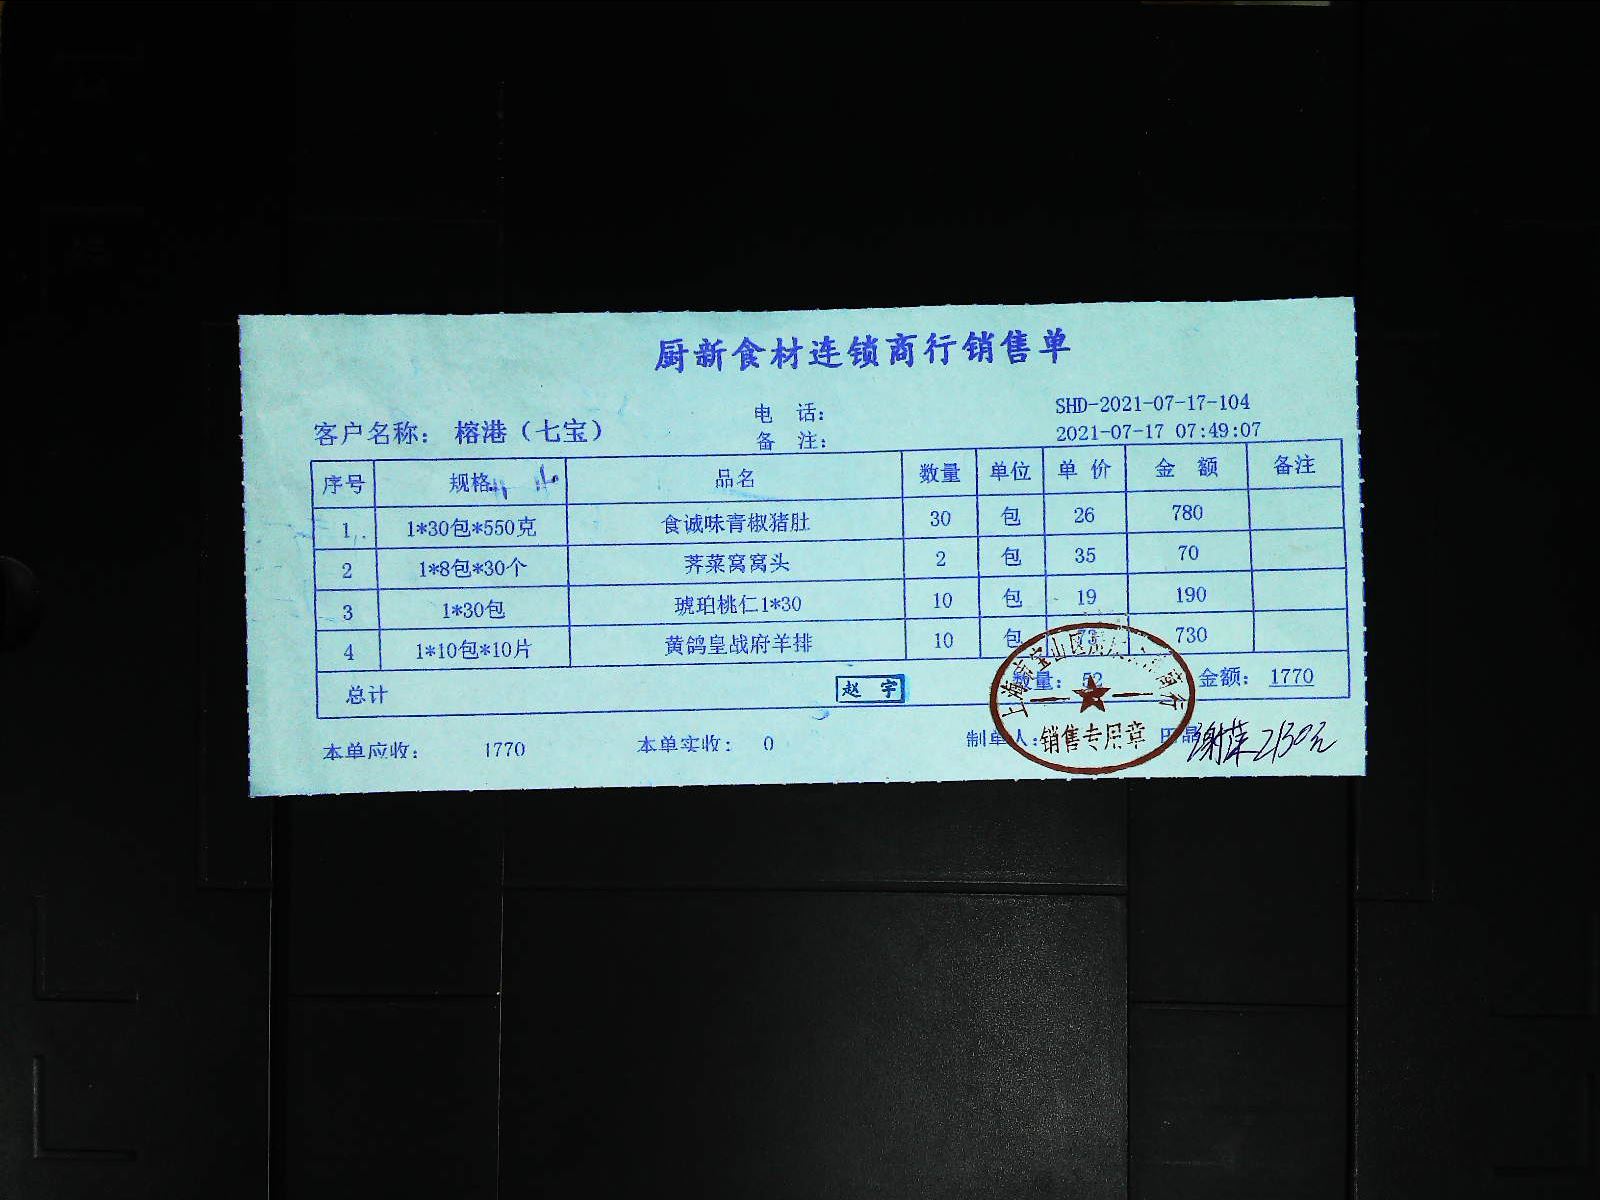 厨新食材连锁商行销售单
客户名称： 榕港（七宝）
电 话：
备 注：
SHD-2021-07-17-104
2021-07-17 07:49:07
序号 规格 品名 数量 单位 单价 金额 备注
1 1*30包*550克 食诚味青椒猪肚 30 包 26 780
2 1*8包*30个 荠菜窝窝头 2 包 35 70
3 1*30包 琥珀桃仁1*30 10 包 19 190
4 1*10包*10片 黄鸽皇战府羊排 10 包 73 730
总计 赵宇 数量： 52 金额： 1770
本单应收： 1770 本单实收： 0 制单人:
销售专用章